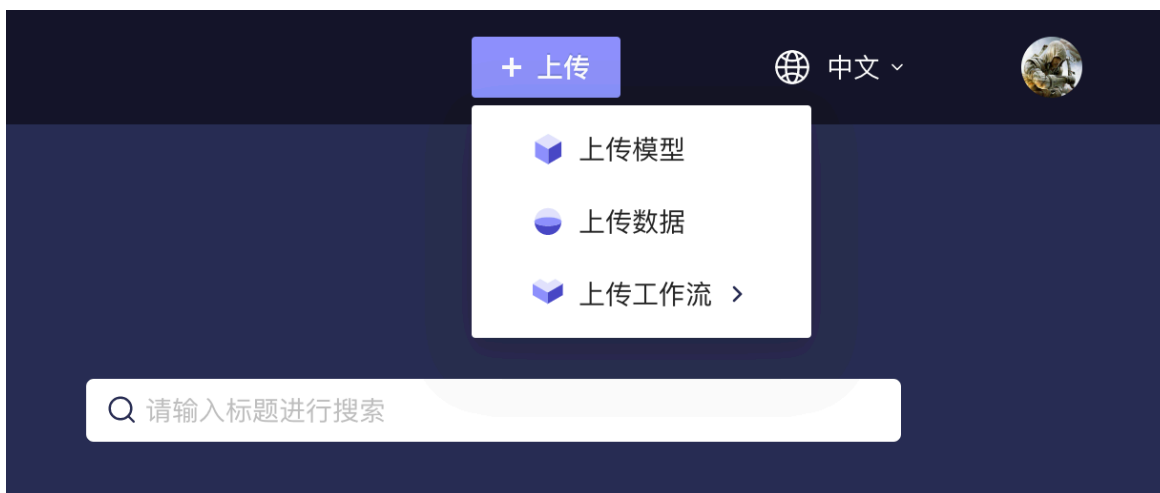 + 上传
中文
上传模型
上传数据
上传工作流
请输入标题进行搜索